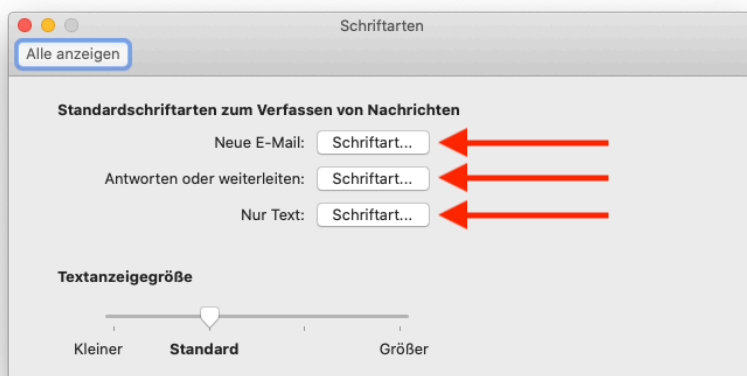 Schriftarten
Alle anzeigen
Standardschriftarten zum Verfassen von Nachrichten
Neue E-Mail: Schriftart...
Antworten oder weiterleiten: Schriftart...
Nur Text: Schriftart...
Textanzeigegröße
Kleiner Standard Größer